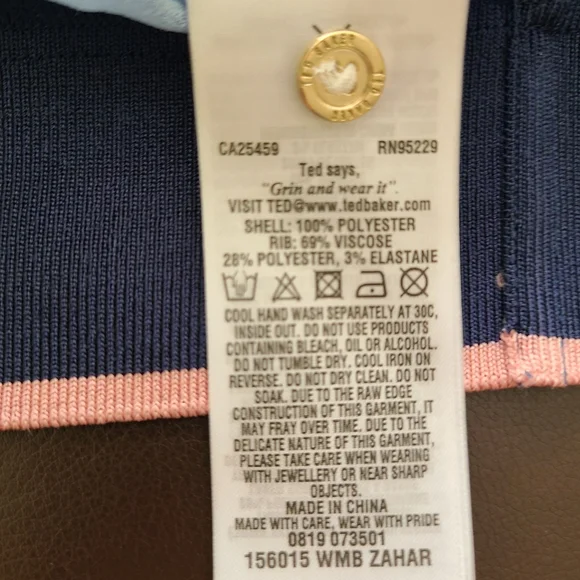 TED BAKER
TED BAKER
CA25459 RN95229
Ted says,
"Grin and wear it".
VISIT TED@www.tedbaker.com
SHELL: 100% POLYESTER
RIB: 69% VISCOSE
28% POLYESTER, 3% ELASTANE
COOL HAND WASH SEPARATELY AT 30C,
INSIDE OUT. DO NOT USE PRODUCTS
CONTAINING BLEACH, OIL OR ALCOHOL.
DO NOT TUMBLE DRY. COOL IRON ON
REVERSE. DO NOT DRY CLEAN. DO NOT
SOAK. DUE TO THE RAW EDGE
CONSTRUCTION OF THIS GARMENT, IT
MAY FRAY OVER TIME. DUE TO THE
DELICATE NATURE OF THIS GARMENT,
PLEASE TAKE CARE WHEN WEARING
WITH JEWELLERY OR NEAR SHARP
OBJECTS.
MADE IN CHINA
MADE WITH CARE, WEAR WITH PRIDE
0819 073501
156015 WMB ZAHAR